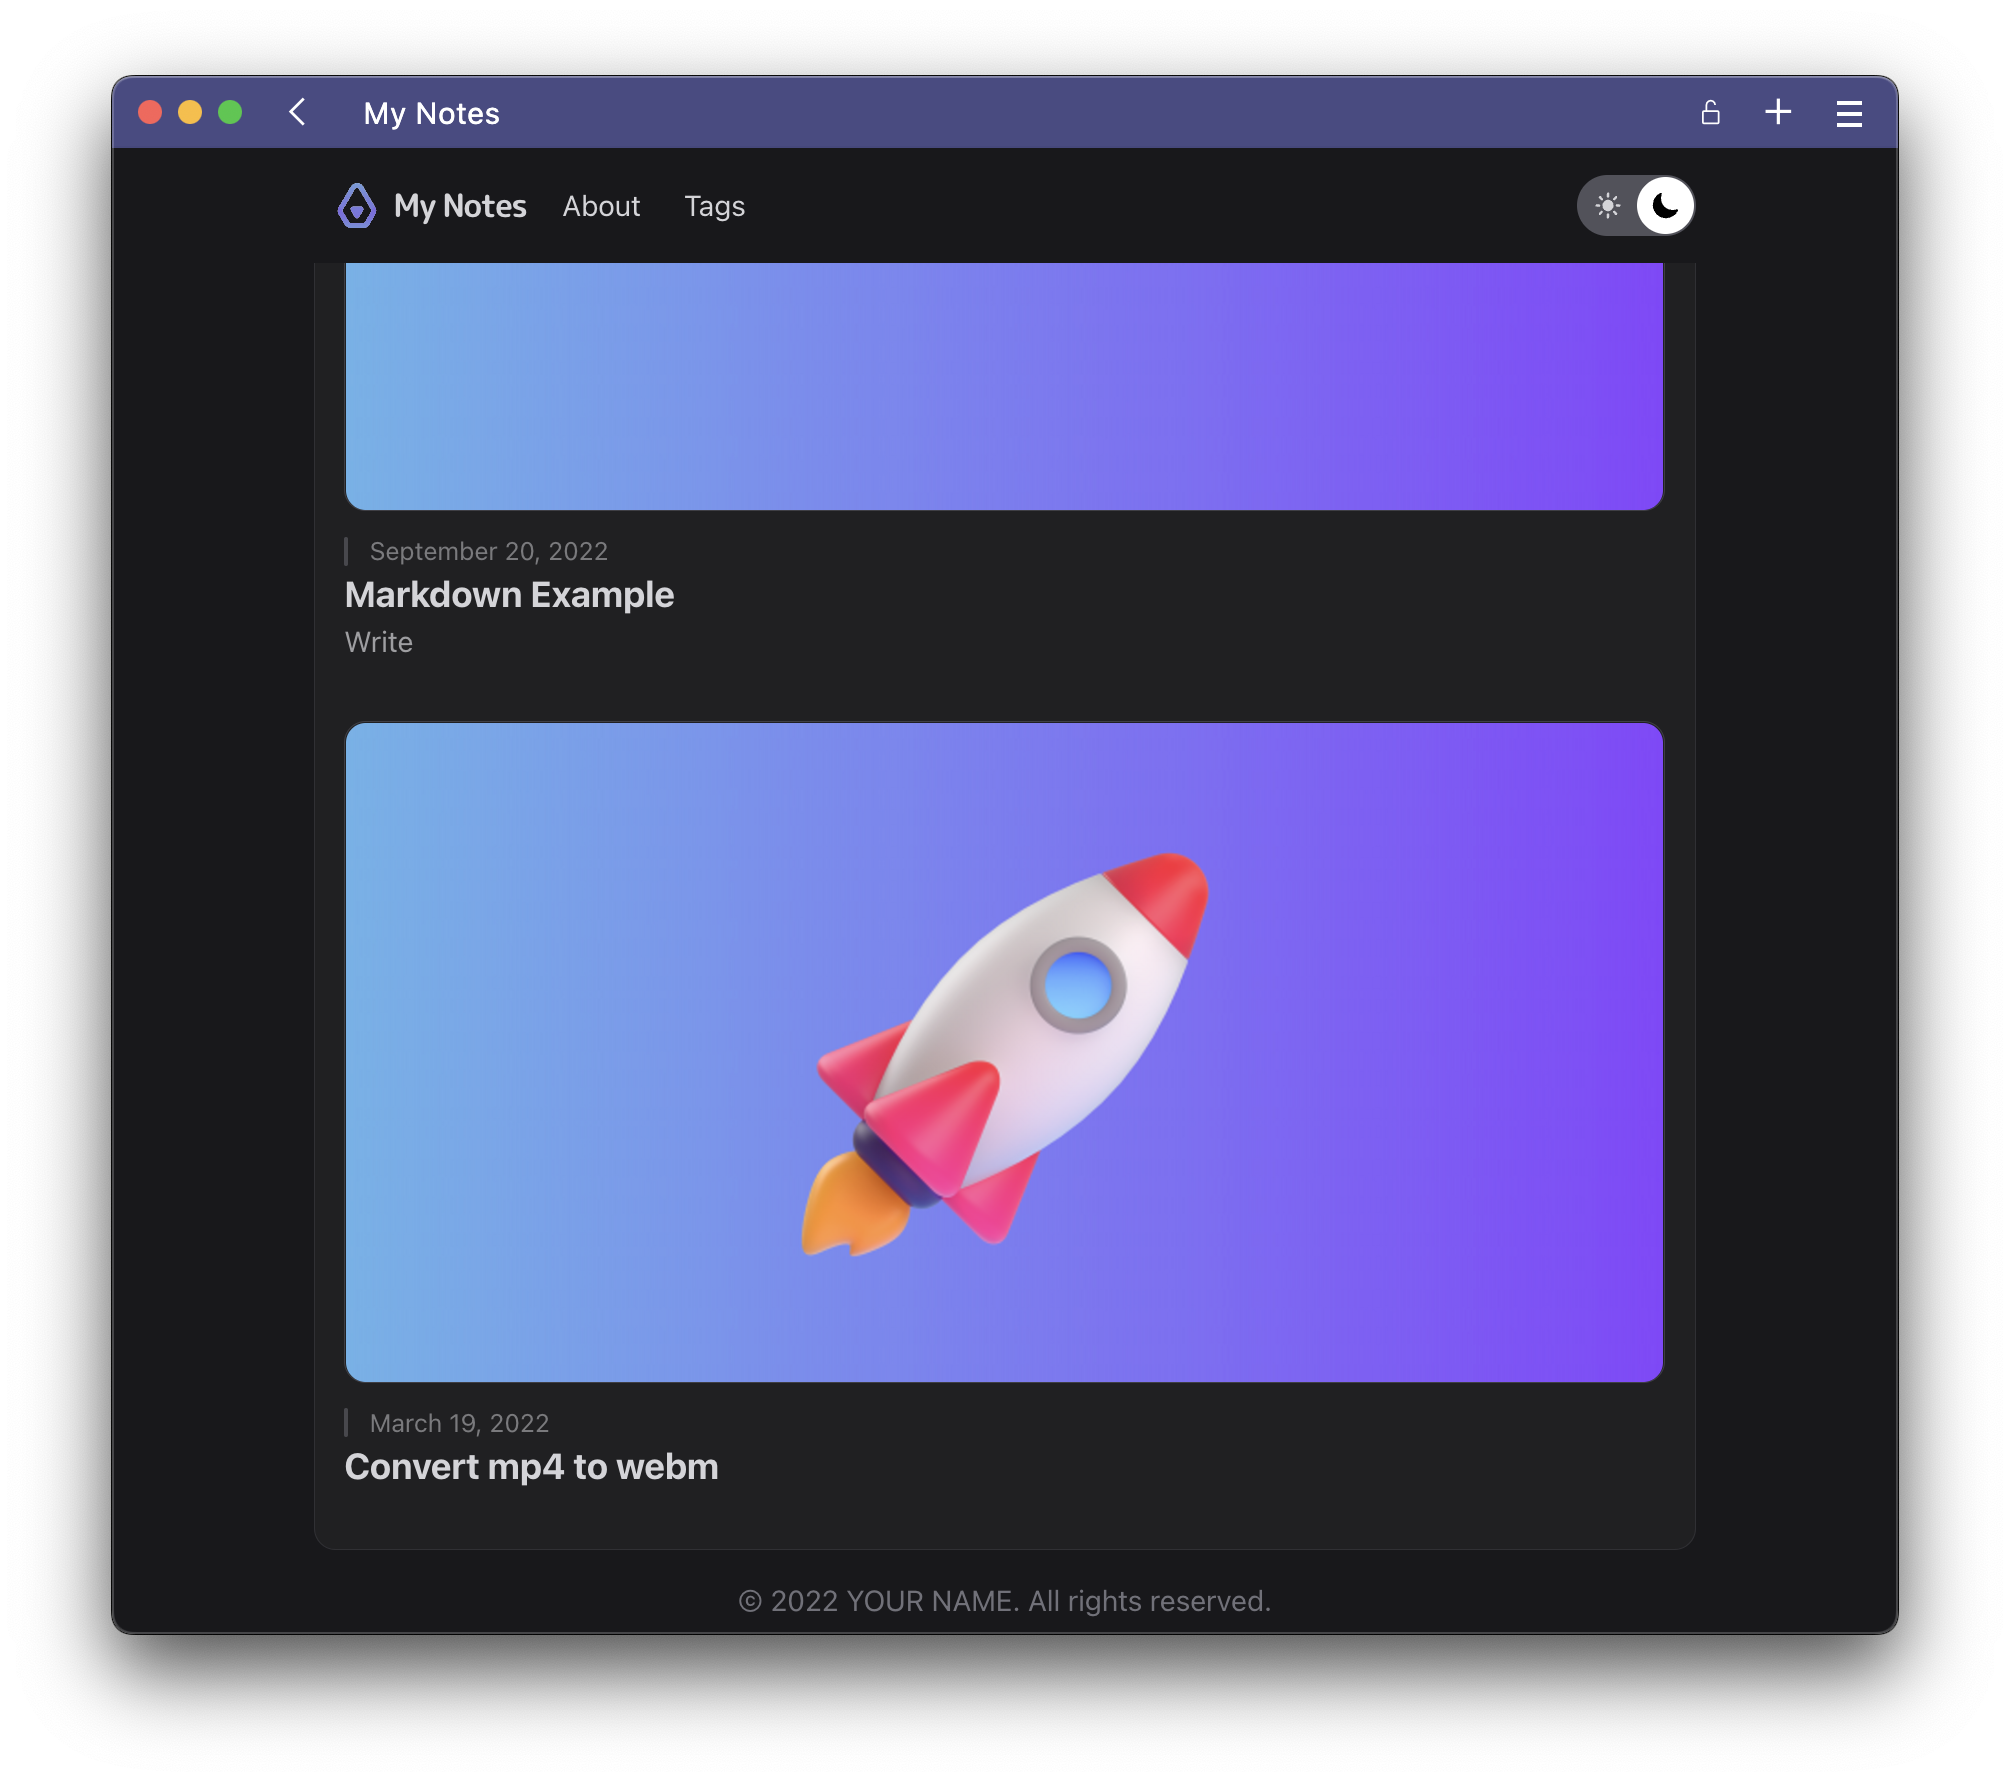 My Notes
My Notes About Tags
September 20, 2022
Markdown Example
Write
March 19, 2022
Convert mp4 to webm
© 2022 YOUR NAME. All rights reserved.